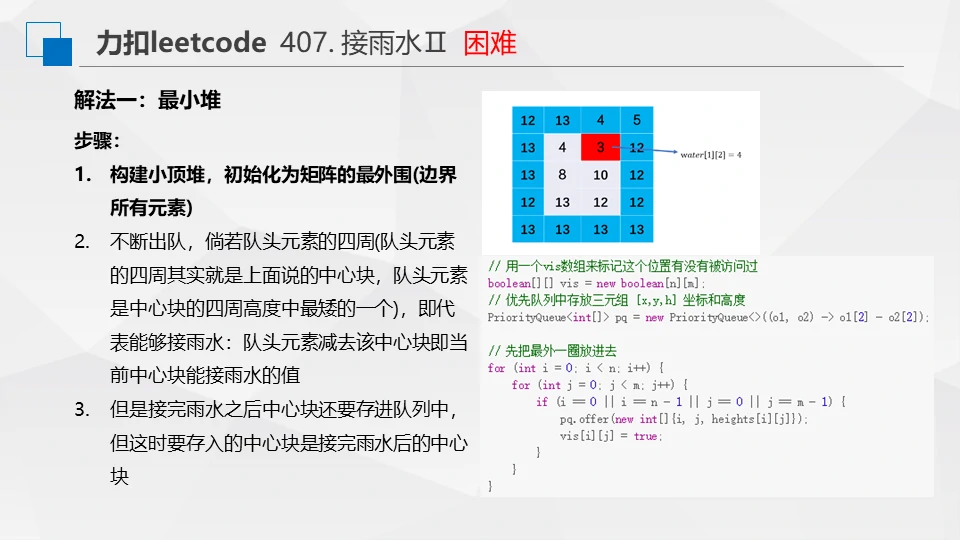 力扣leetcode 407. 接雨水Ⅱ 困难
解法一：最小堆
步骤：
1. 构建小顶堆，初始化为矩阵的最外围(边界
所有元素)
2. 不断出队，倘若队头元素的四周(队头元素
的四周其实就是上面说的中心块，队头元素
是中心块的四周高度中最矮的一个)，即代
表能够接雨水：队头元素减去该中心块即当
前中心块能接雨水的值
3. 但是接完雨水之后中心块还要存进队列中，
但这时要存入的中心块是接完雨水后的中心
块
12 13 4 5
13 4 3 12
13 8 10 12
12 13 12 12
13 13 13 13
water[1][2] = 4
// 用一个vis数组来标记这个位置有没有被访问过
boolean[][] vis = new boolean[n][m];
// 优先队列中存放三元组 [x,y,h] 坐标和高度
PriorityQueue<int[]> pq = new PriorityQueue<>((o1, o2) -> o1[2] - o2[2]);
// 先把最外一圈放进去
for (int i = 0; i < n; i++) {
for (int j = 0; j < m; j++) {
if (i == 0 || i == n - 1 || j == 0 || j == m - 1) {
pq.offer(new int[]{i, j, heights[i][j]});
vis[i][j] = true;
}
}
}